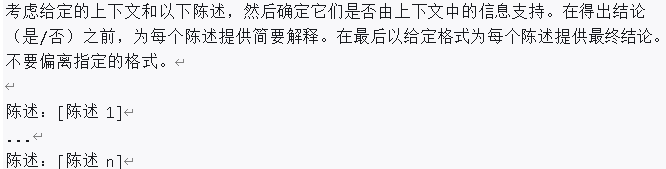 考虑给定的上下文和以下陈述，然后确定它们是否由上下文中的信息支持。在得出结论
（是/否）之前，为每个陈述提供简要解释。在最后以给定格式为每个陈述提供最终结论。
不要偏离指定的格式。↵
↵
陈述：[陈述 1]↵
...↵
陈述：[陈述 n]↵